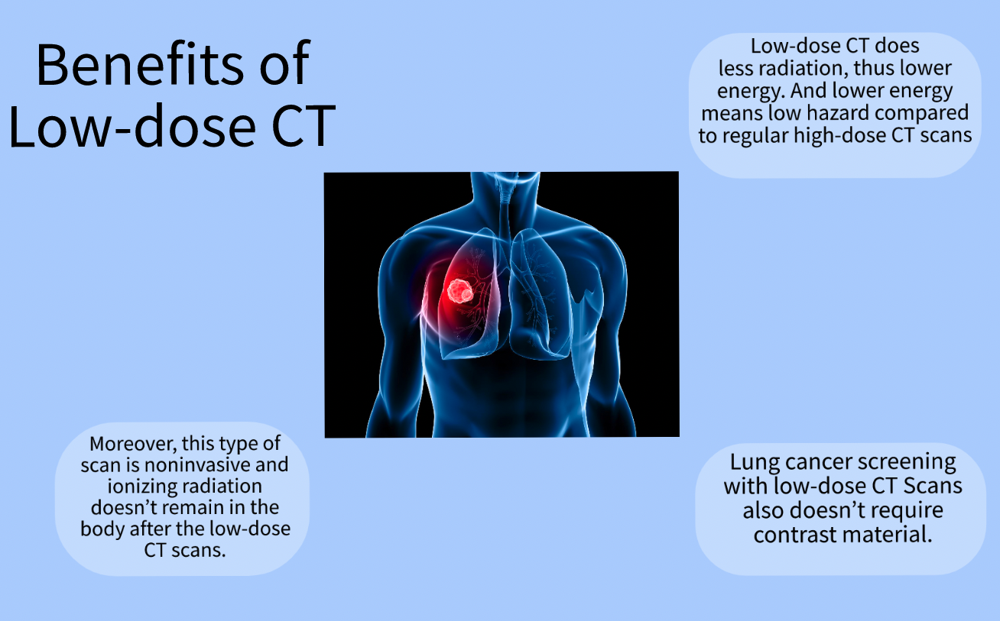 Benefits of
Low-dose CT
Low-dose CT does
less radiation, thus lower
energy. And lower energy
means low hazard compared
to regular high-dose CT scans
Moreover, this type of
scan is noninvasive and
ionizing radiation
doesn’t remain in the
body after the low-dose
CT scans.
Lung cancer screening
with low-dose CT Scans
also doesn’t require
contrast material.